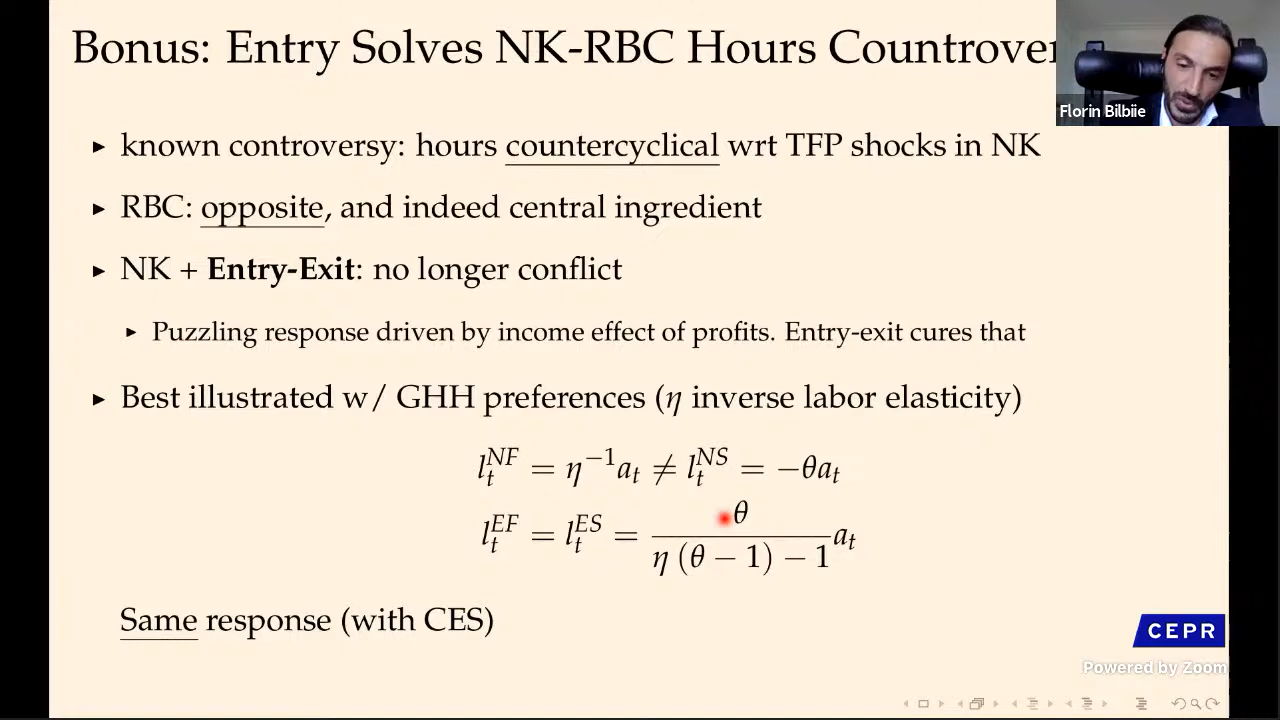 Bonus: Entry Solves NK-RBC Hours Countrover
Florin Bilbiie
▸ known controversy: hours countercyclical wrt TFP shocks in NK
▸ RBC: opposite, and indeed central ingredient
▸ NK + Entry-Exit: no longer conflict
▸ Puzzling response driven by income effect of profits. Entry-exit cures that
▸ Best illustrated w/ GHH preferences (η inverse labor elasticity)
l_t^{NF} = η^{-1}a_t ≠ l_t^{NS} = −θa_t
l_t^{EF} = l_t^{ES} = \frac{θ}{η (θ − 1) − 1} a_t
Same response (with CES)
CEPR
Powered by Zoom